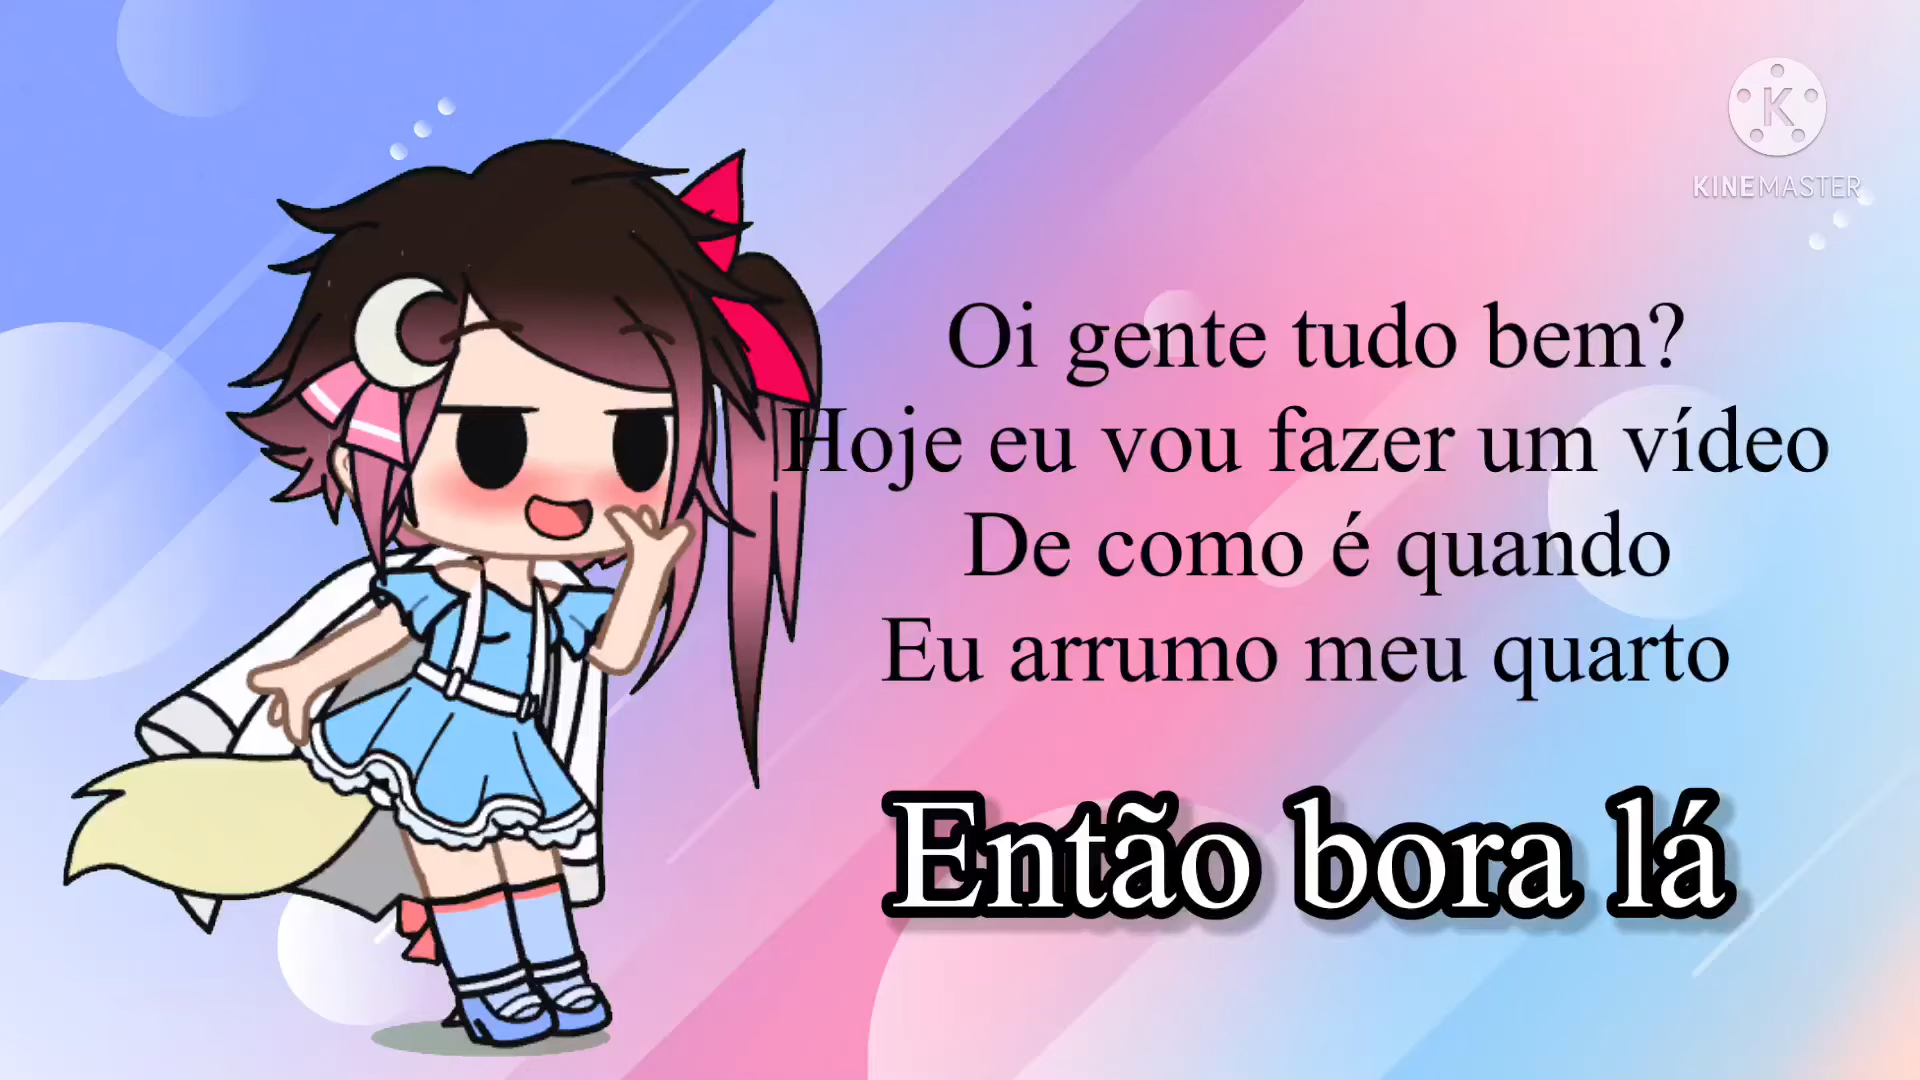 KINEMASTER
Oi gente tudo bem?
Hoje eu vou fazer um vídeo
De como é quando
Eu arrumo meu quarto
Então bora lá